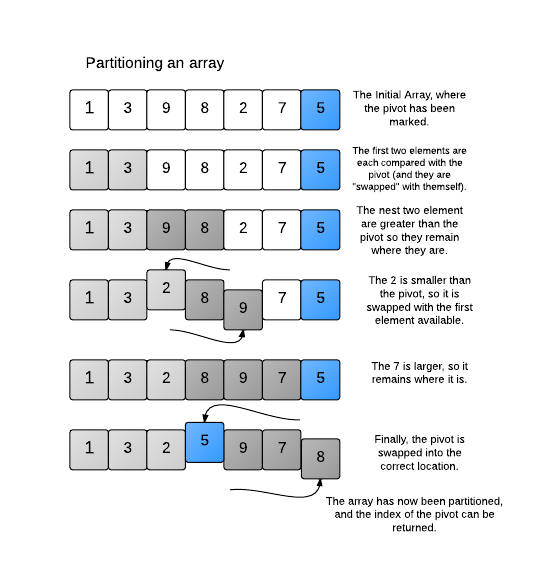 Partitioning an array
1 3 9 8 2 7 5
The Initial Array, where
the pivot has been
marked.
1 3 9 8 2 7 5
The first two elements are
each compared with the
pivot (and they are
"swapped" with themself).
1 3 9 8 2 7 5
The nest two element
are greater than the
pivot so they remain
where they are.
1 3 2 8 9 7 5
The 2 is smaller than
the pivot, so it is
swapped with the first
element available.
1 3 2 8 9 7 5
The 7 is larger, so it
remains where it is.
1 3 2 5 9 7 8
Finally, the pivot is
swapped into the
correct location.
The array has now been partitioned,
and the index of the pivot can be
returned.